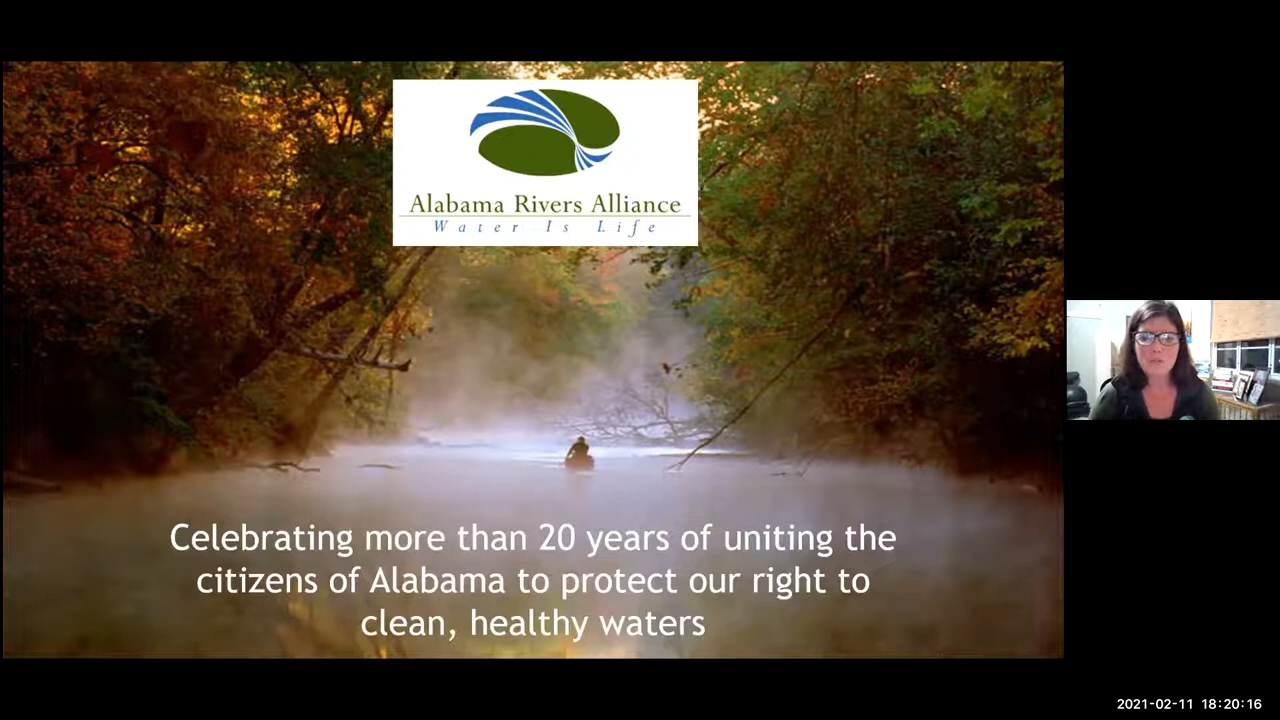 Alabama Rivers Alliance
Water Is Life
Celebrating more than 20 years of uniting the
citizens of Alabama to protect our right to
clean, healthy waters
2021-02-11 18:20:16